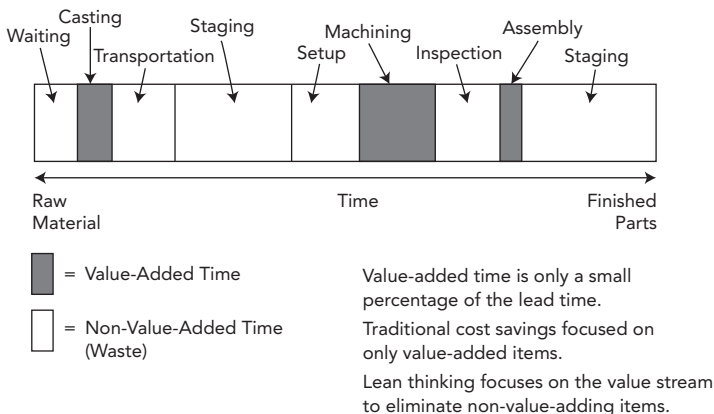 Waiting
Casting
Transportation
Staging
Setup
Machining
Inspection
Assembly
Staging
Raw
Material
Time
Finished
Parts
= Value-Added Time
= Non-Value-Added Time
(Waste)
Value-added time is only a small
percentage of the lead time.
Traditional cost savings focused on
only value-added items.
Lean thinking focuses on the value stream
to eliminate non-value-adding items.